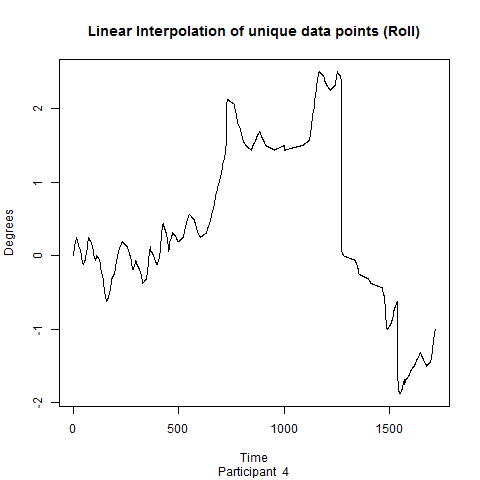 Linear Interpolation of unique data points (Roll)
Degrees
2
1
0
-1
-2
0 500 1000 1500
Time
Participant 4